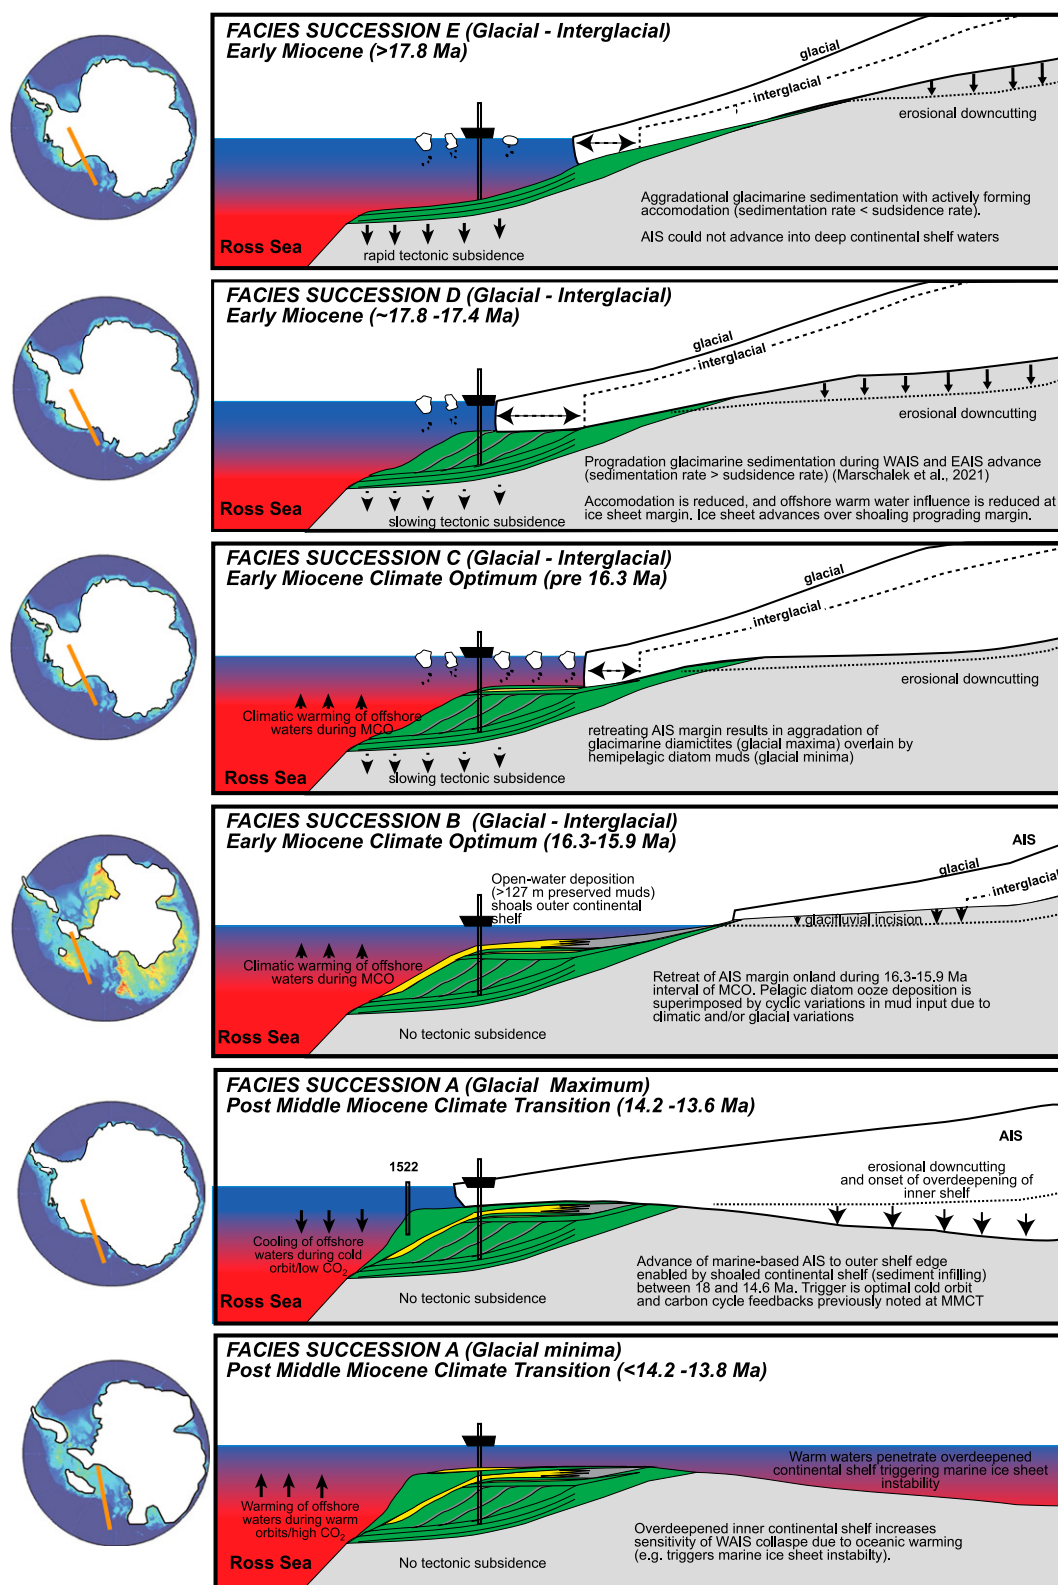 FACIES SUCCESSION E (Glacial - Interglacial)
Early Miocene (>17.8 Ma)
glacial
interglacial
erosional downcutting
Aggradational glacimarine sedimentation with actively forming
accomodation (sedimentation rate < sudsidence rate).
AIS could not advance into deep continental shelf waters
Ross Sea
rapid tectonic subsidence
FACIES SUCCESSION D (Glacial - Interglacial)
Early Miocene (~17.8 -17.4 Ma)
glacial
interglacial
erosional downcutting
Progradation glacimarine sedimentation during WAIS and EAIS advance
(sedimentation rate > sudsidence rate) (Marschalek et al., 2021)
Accomodation is reduced, and offshore warm water influence is reduced at
ice sheet margin. Ice sheet advances over shoaling prograding margin.
Ross Sea
slowing tectonic subsidence
FACIES SUCCESSION C (Glacial - Interglacial)
Early Miocene Climate Optimum (pre 16.3 Ma)
glacial
interglacial
erosional downcutting
Climatic warming of offshore
waters during MCO
retreating AIS margin results in aggradation of
glacimarine diamictites (glacial maxima) overlain by
hemipelagic diatom muds (glacial minima)
Ross Sea
slowing tectonic subsidence
FACIES SUCCESSION B (Glacial - Interglacial)
Early Miocene Climate Optimum (16.3-15.9 Ma)
AIS
glacial
interglacial
Open-water deposition
(>127 m preserved muds)
shoals outer continental
shelf
glacifluvial incision
Climatic warming of offshore
waters during MCO
Retreat of AIS margin onland during 16.3-15.9 Ma
interval of MCO. Pelagic diatom ooze deposition is
superimposed by cyclic variations in mud input due to
climatic and/or glacial variations
Ross Sea
No tectonic subsidence
FACIES SUCCESSION A (Glacial Maximum)
Post Middle Miocene Climate Transition (14.2 -13.6 Ma)
AIS
1522
erosional downcutting
and onset of overdeepening of
inner shelf
Cooling of offshore
waters during cold
orbit/low CO2
Advance of marine-based AIS to outer shelf edge
enabled by shoaled continental shelf (sediment infilling)
between 18 and 14.6 Ma. Trigger is optimal cold orbit
and carbon cycle feedbacks previously noted at MMCT
Ross Sea
No tectonic subsidence
FACIES SUCCESSION A (Glacial minima)
Post Middle Miocene Climate Transition (<14.2 -13.8 Ma)
Warm waters penetrate overdeepened
continental shelf triggering marine ice sheet
instability
Warming of offshore
waters during warm
orbits/high CO2
Overdeepened inner continental shelf increases
sensitivity of WAIS collaspe due to oceanic warming
(e.g. triggers marine ice sheet instabilty).
Ross Sea
No tectonic subsidence